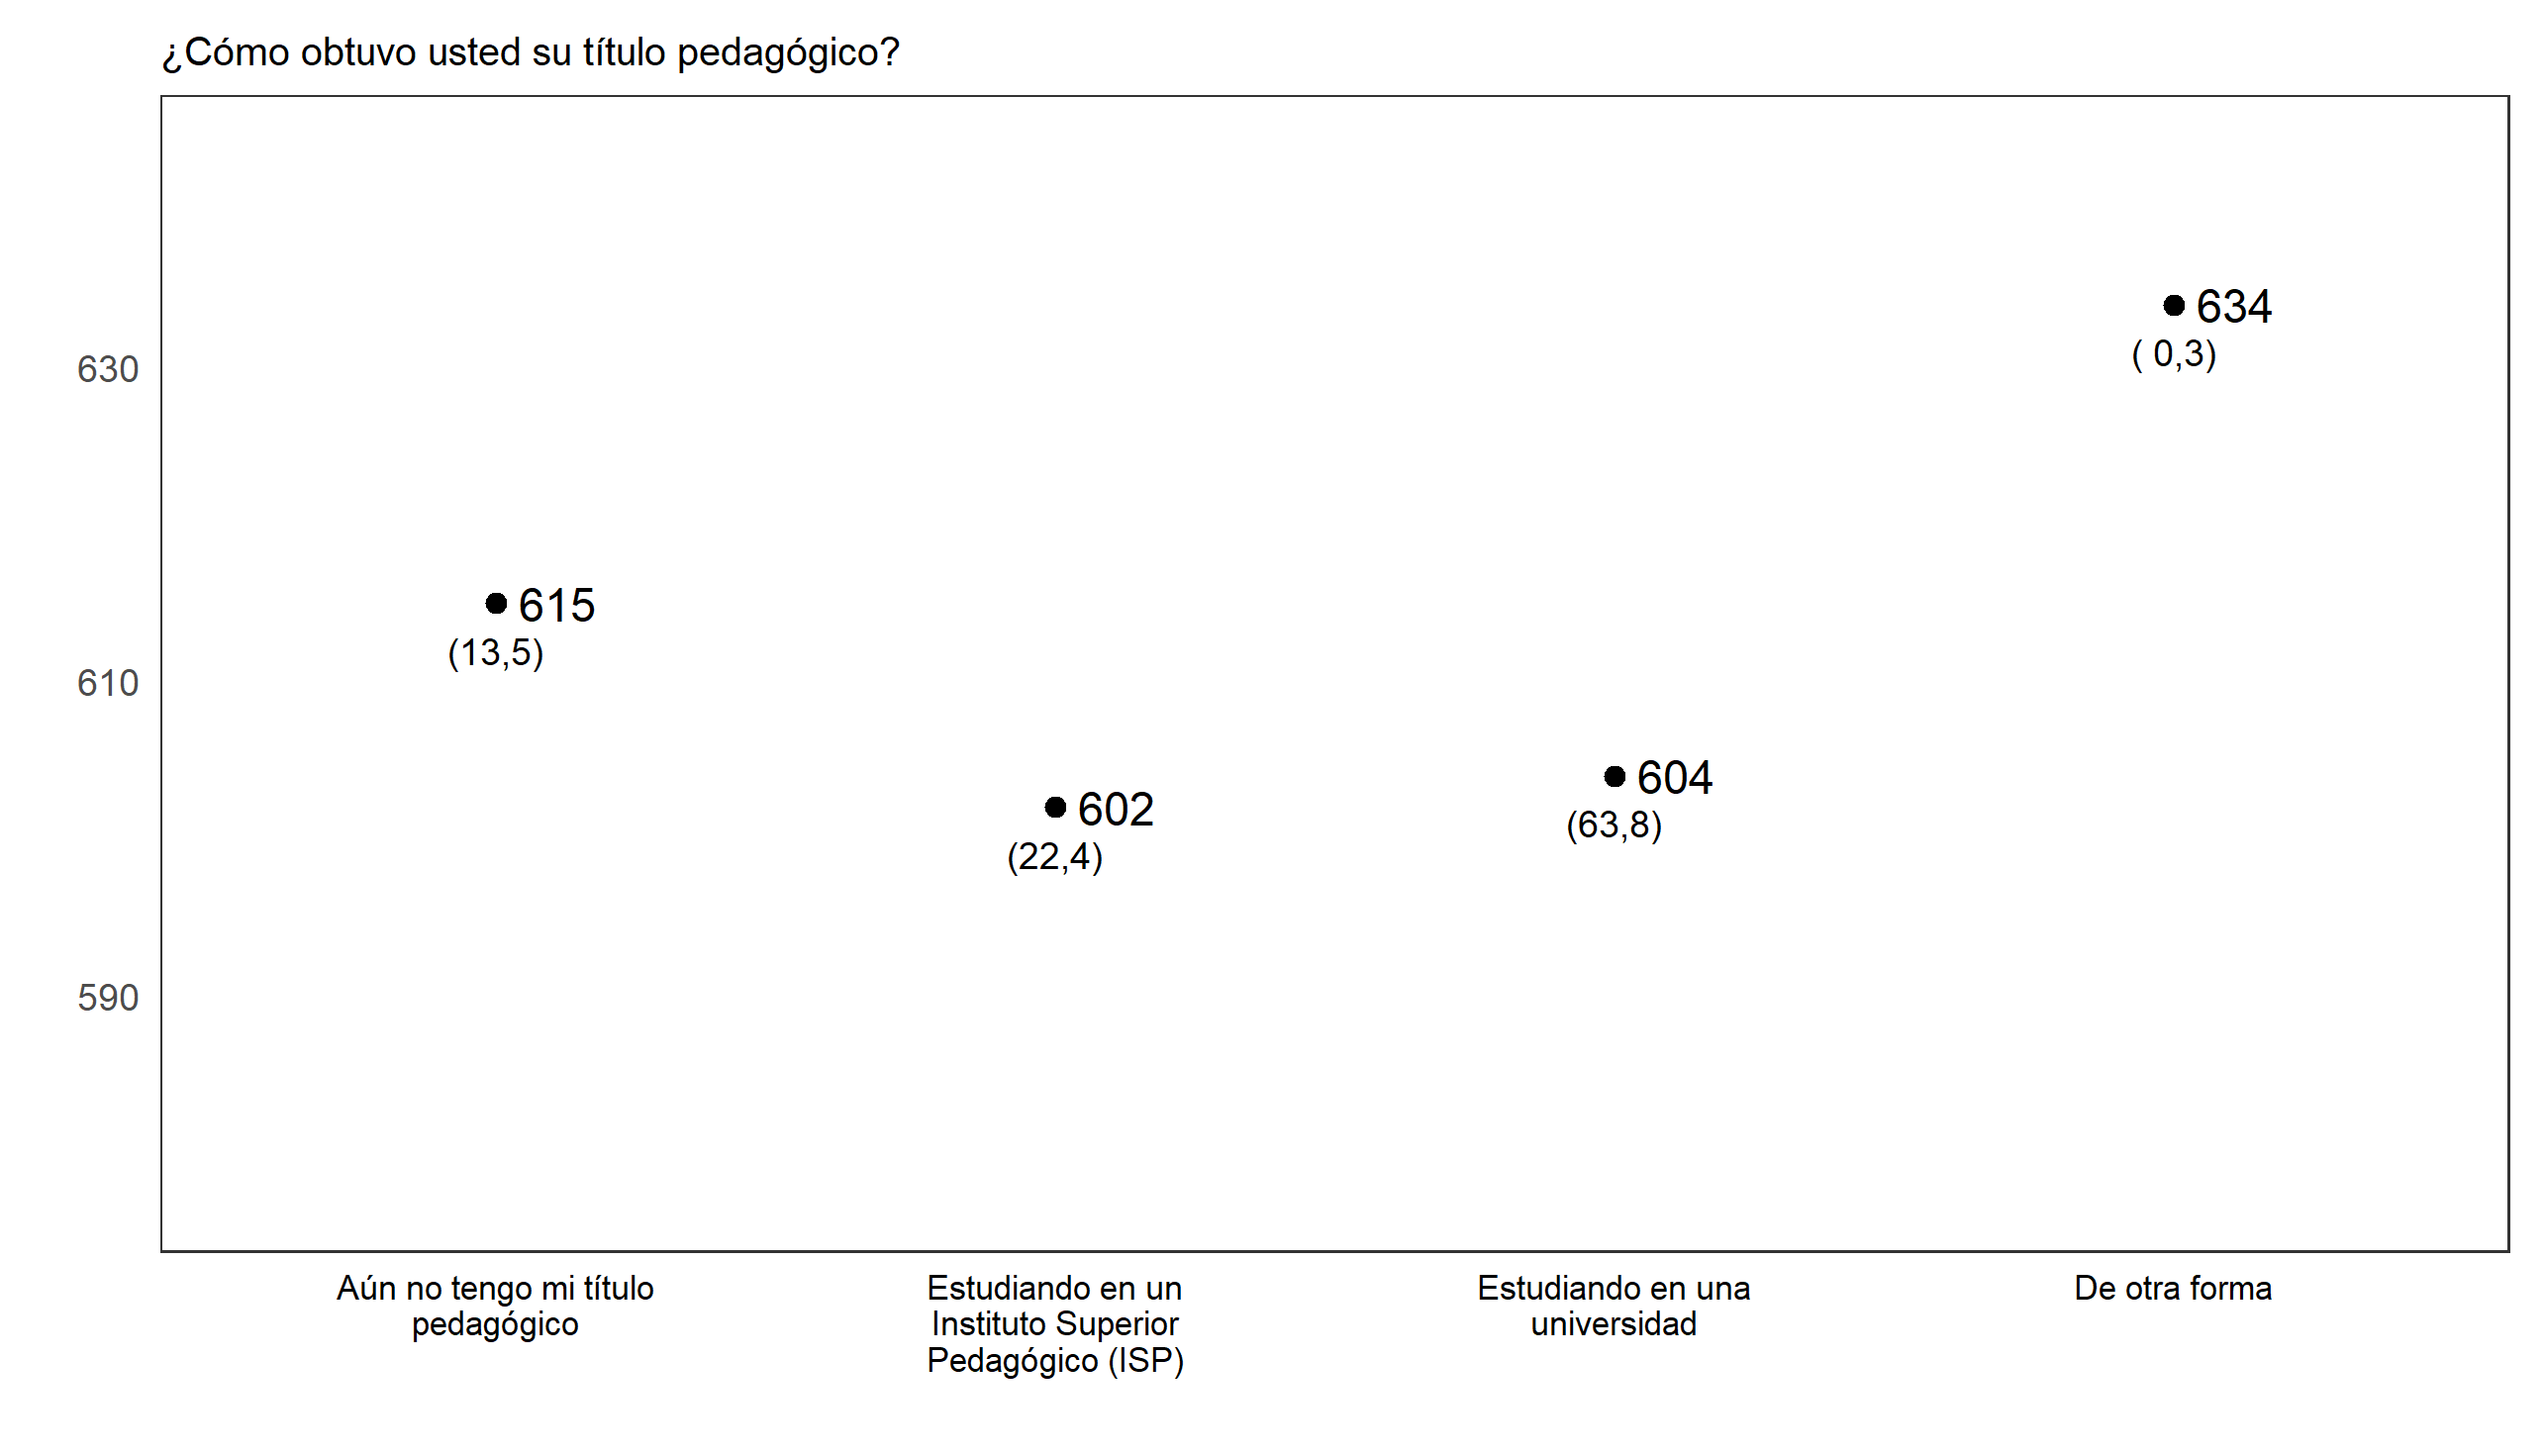 ¿Cómo obtuvo usted su título pedagógico?
634
( 0,3)
630
615
(13,5)
610
604
(63,8)
602
(22,4)
590
Aún no tengo mi título
pedagógico
Estudiando en un
Instituto Superior
Pedagógico (ISP)
Estudiando en una
universidad
De otra forma